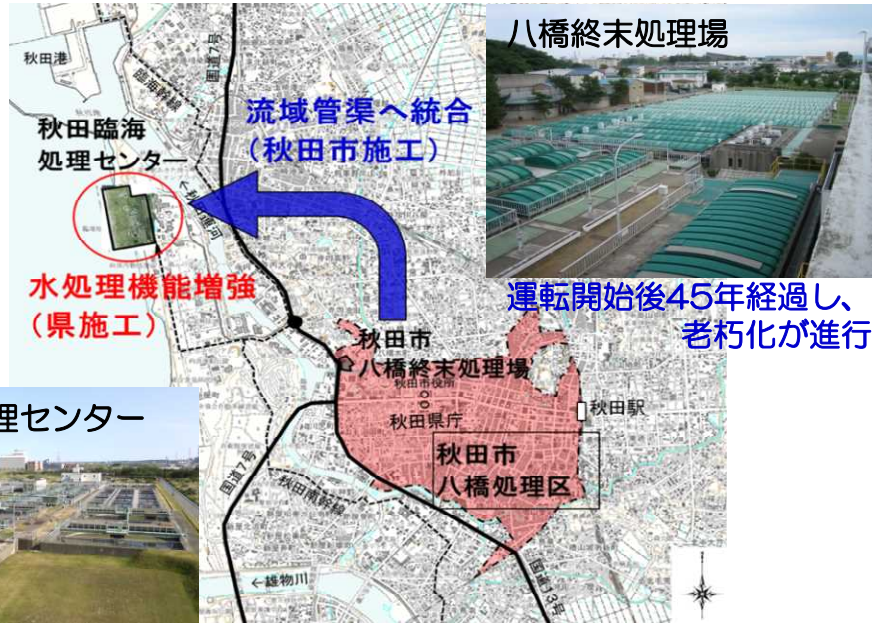 八橋終末処理場
運転開始後45年経過し、
老朽化が進行
秋田港
国道7号
臨海幹線
秋田臨海
処理センター
流域管渠へ統合
(秋田市施工)
水処理機能増強
(県施工)
秋田市
八橋終末処理場
秋田市役所
秋田県庁
秋田駅
秋田市
八橋処理区
理センター
国道7号
秋田南幹線
←雄物川
国道13号